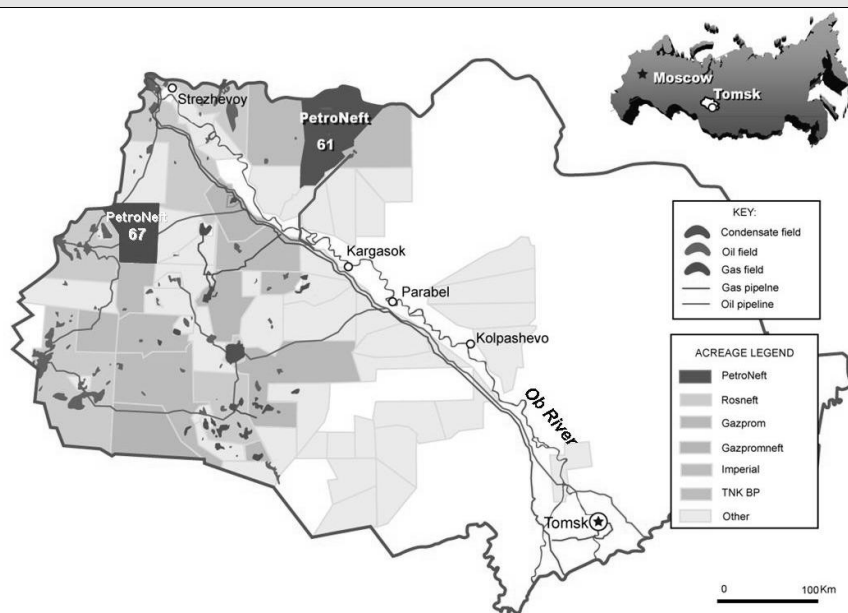 Moscow
Tomsk
Strezhevoy
PetroNeft
61
PetroNeft
67
Kargasok
Parabel
Kolpashevo
Ob River
Tomsk
KEY:
Condensate field
Oil field
Gas field
Gas pipelne
Oil pipeline
ACREAGE LEGEND
PetroNeft
Rosneft
Gazprom
Gazpromneft
Imperial
TNK BP
Other
0 100Km